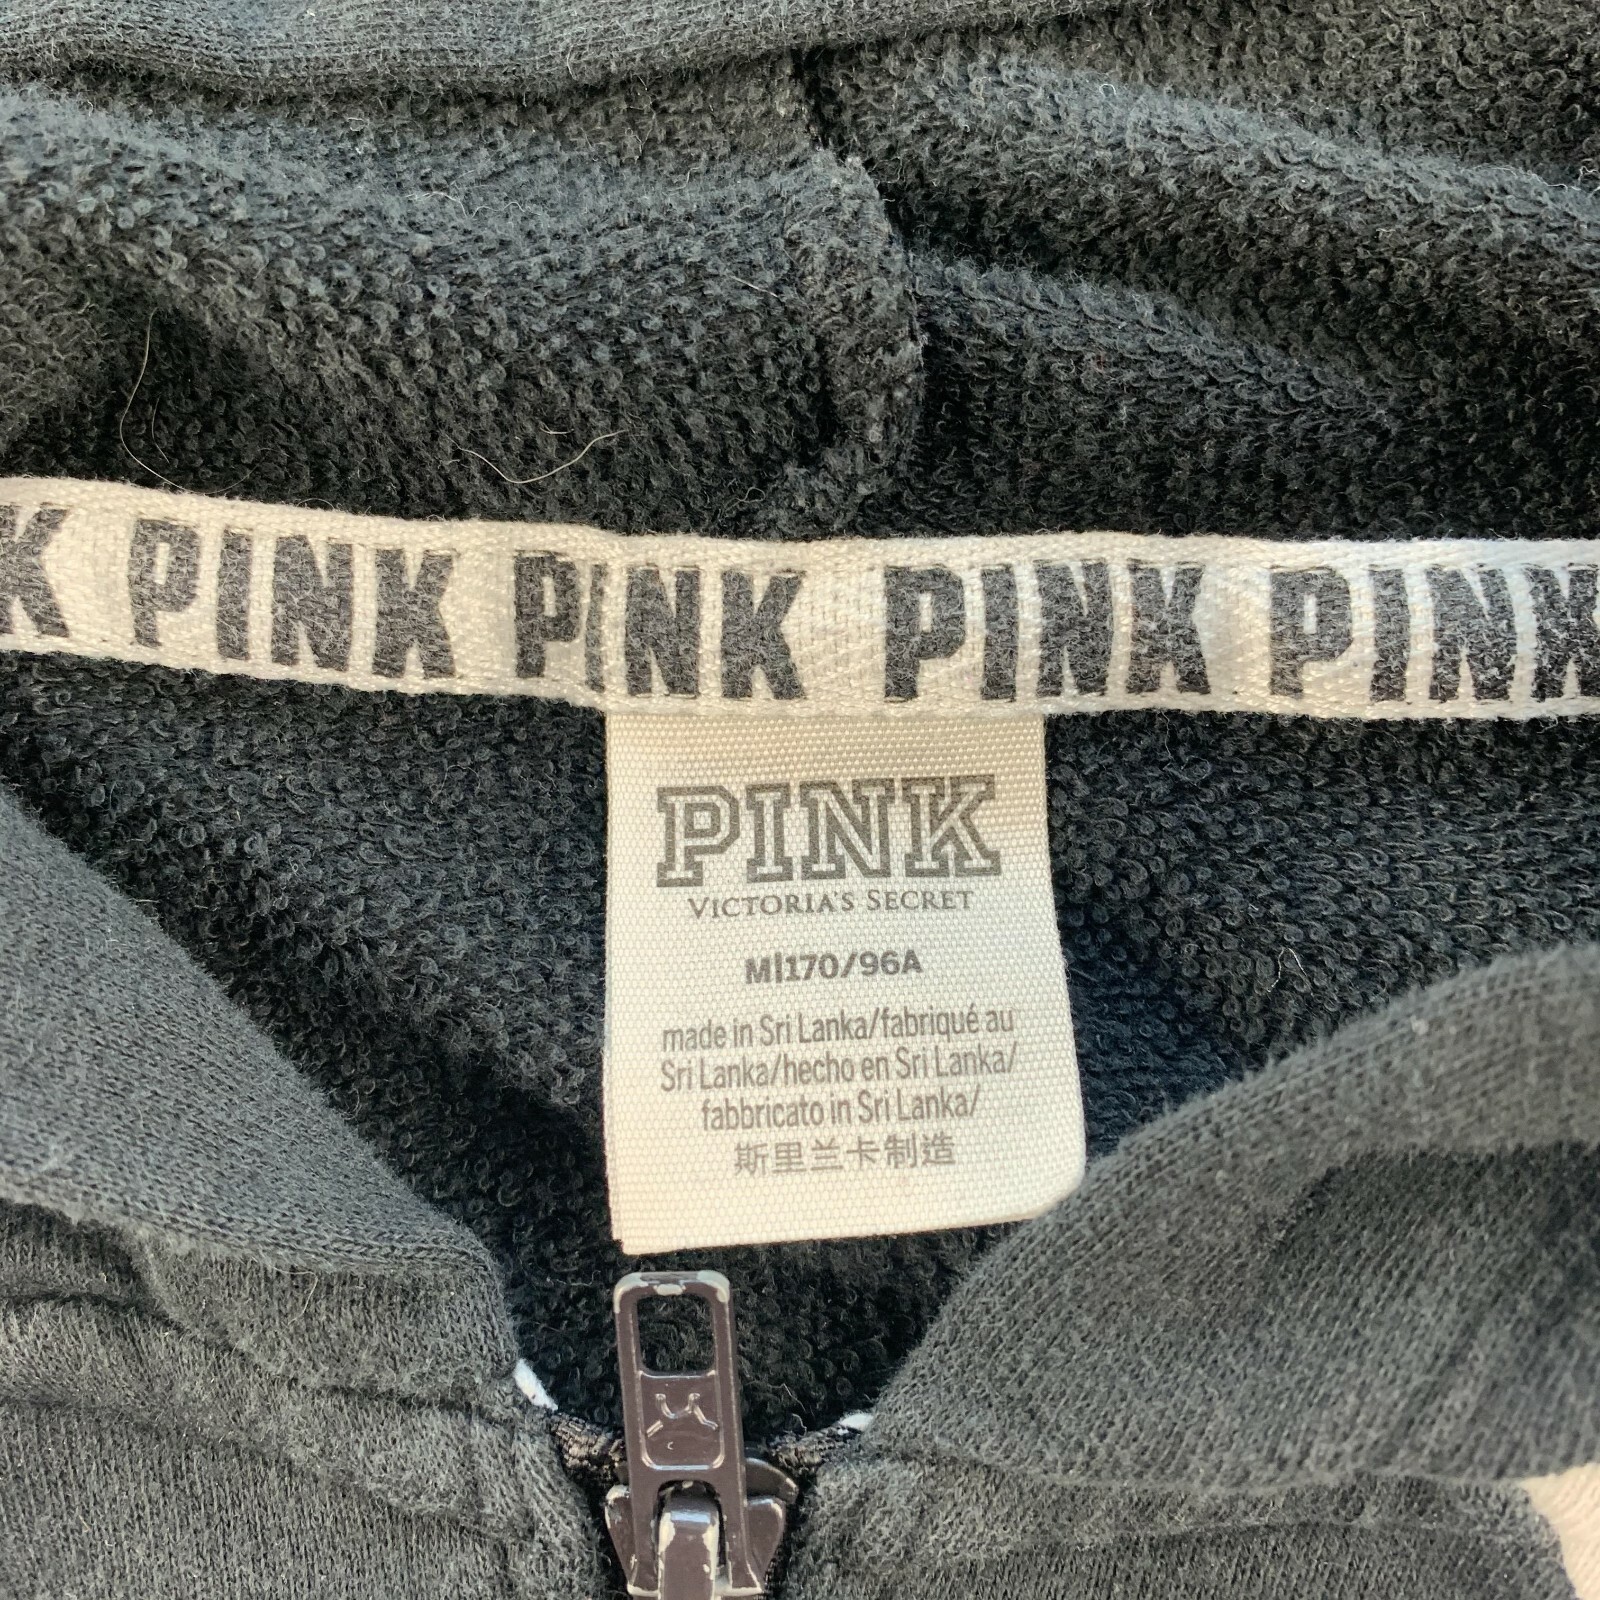 K PINK PINK PINK PINK
PINK
VICTORIA'S SECRET
M|170/96A
made in Sri Lanka/fabriqué au
Sri Lanka/hecho en Sri Lanka/
fabbricato in Sri Lanka/
斯里兰卡制造